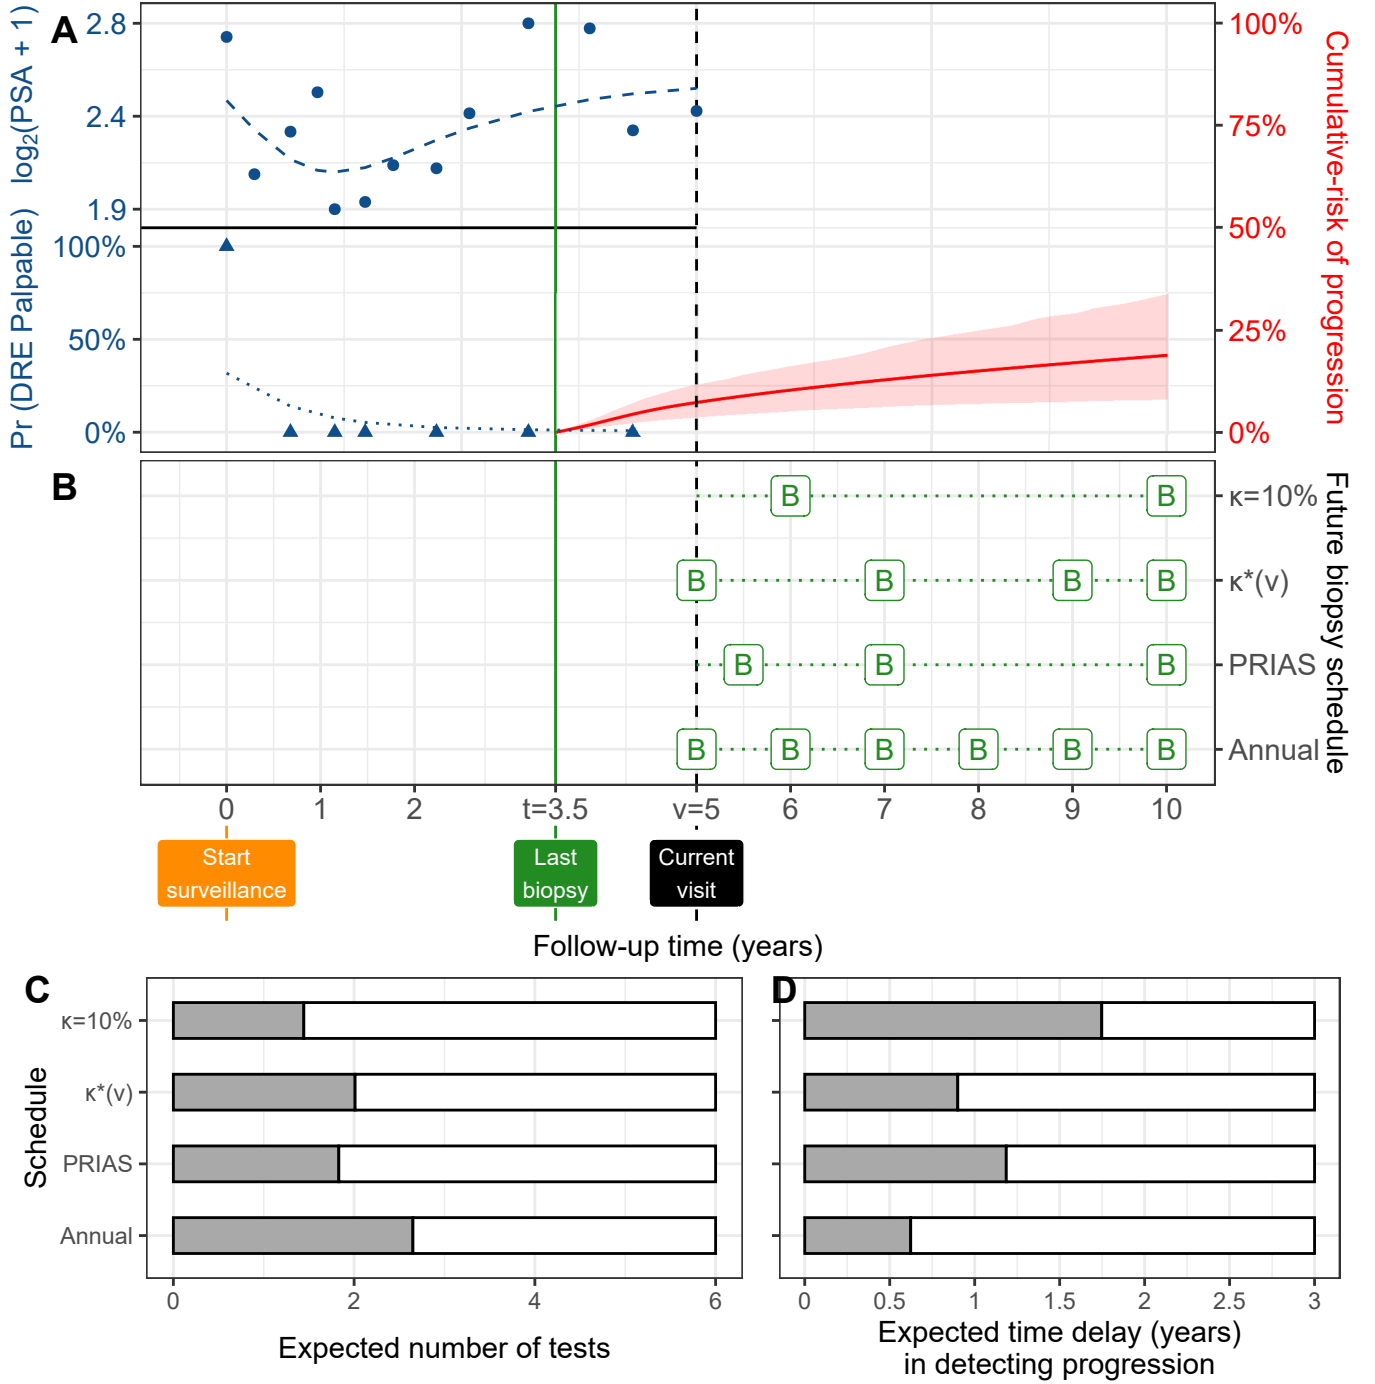 A
log₂(PSA + 1)
2.8
2.4
1.9
Pr (DRE Palpable)
100%
50%
0%
100%
75%
50%
25%
0%
Cumulative-risk of progression
B
B B κ=10%
B B B B κ*(v)
B B B PRIAS
B B B B B B Annual
Future biopsy schedule
0 1 2 t=3.5 v=5 6 7 8 9 10
Start
surveillance
Last
biopsy
Current
visit
Follow-up time (years)
C
Schedule
κ=10%
κ*(v)
PRIAS
Annual
0 2 4 6
Expected number of tests
D
0 0.5 1 1.5 2 2.5 3
Expected time delay (years)
in detecting progression